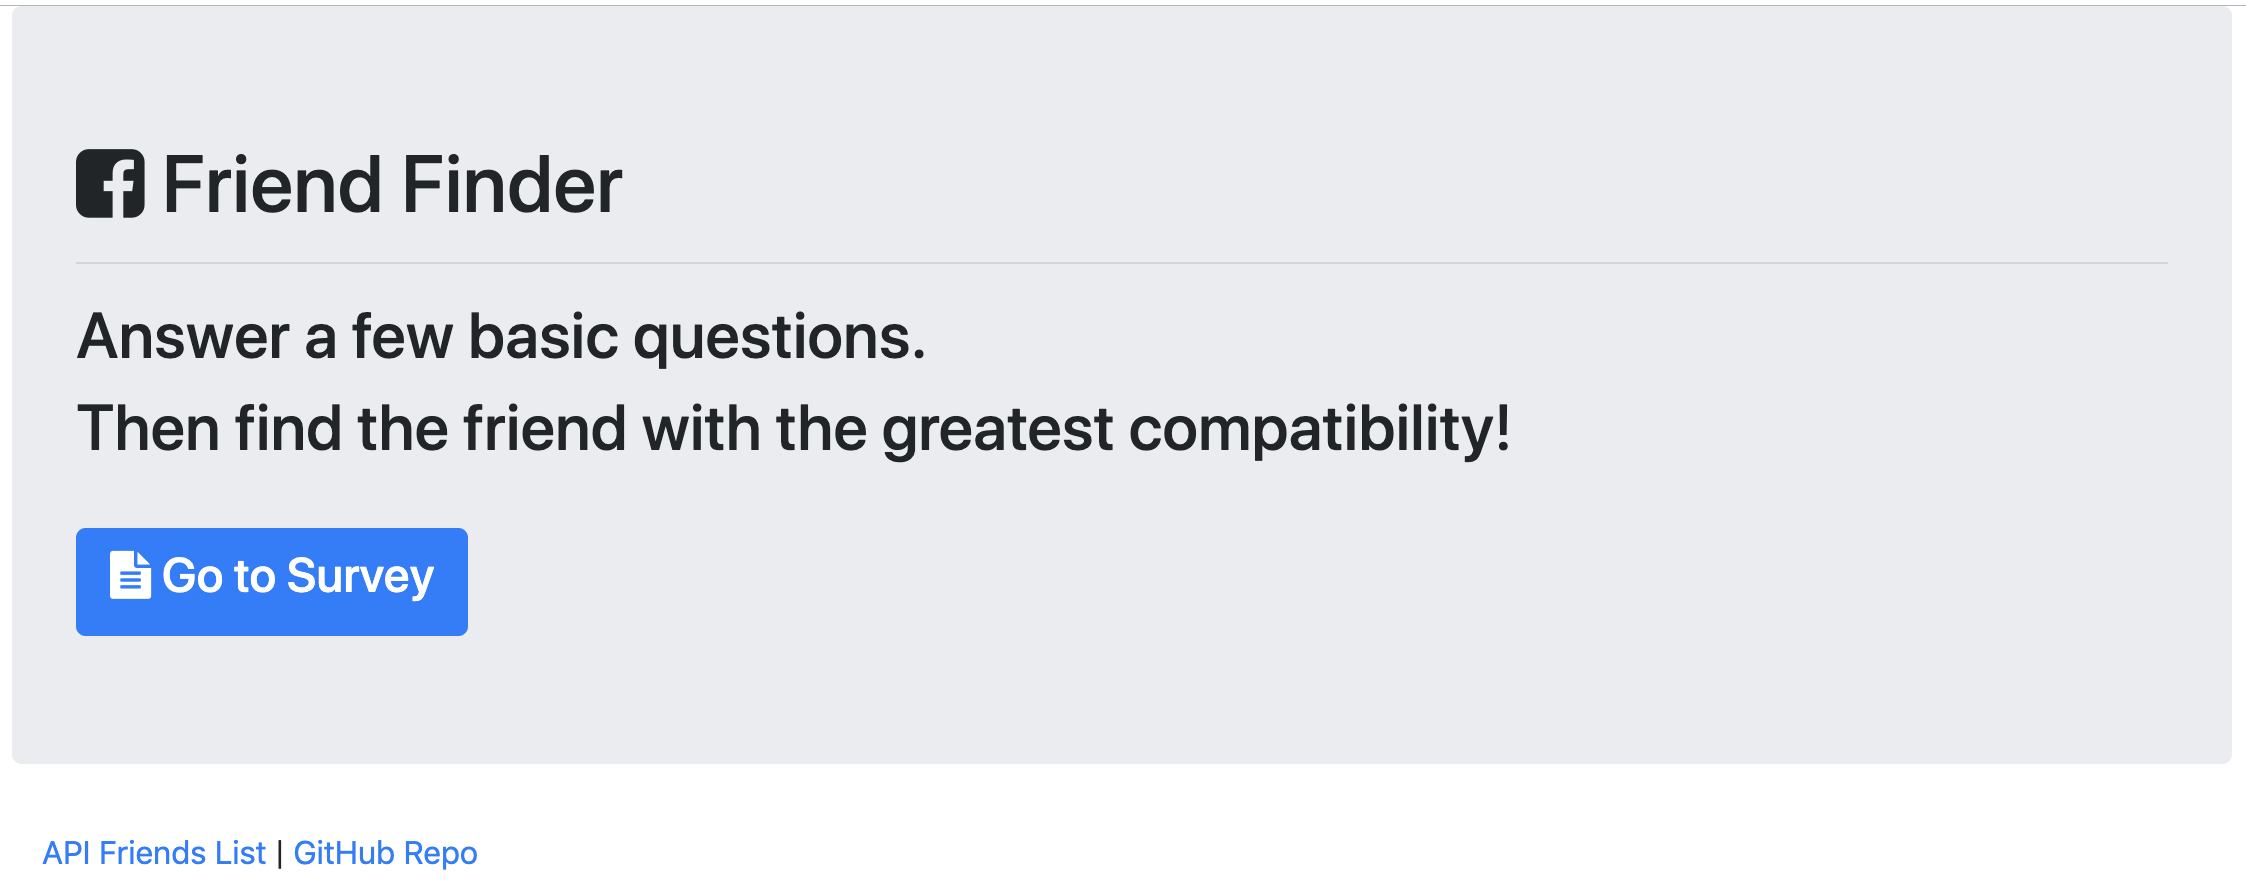 Friend Finder
Answer a few basic questions.
Then find the friend with the greatest compatibility!
Go to Survey
API Friends List | GitHub Repo